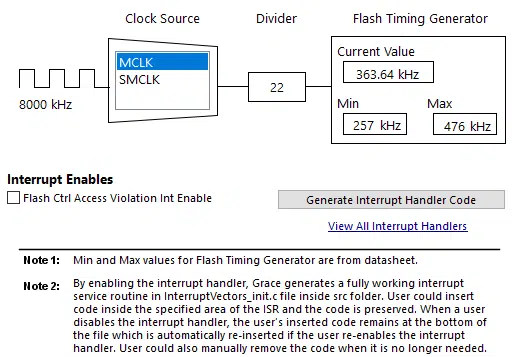 Clock Source Divider Flash Timing Generator
MCLK
SMCLK
Current Value
363.64 kHz
22
8000 kHz
Min Max
257 kHz 476 kHz
Interrupt Enables
Flash Ctrl Access Violation Int Enable
Generate Interrupt Handler Code
View All Interrupt Handlers
Note 1: Min and Max values for Flash Timing Generator are from datasheet.
Note 2: By enabling the interrupt handler, Grace generates a fully working interrupt
service routine in InterruptVectors_init.c file inside src folder. User could insert
code inside the specified area of the ISR and the code is preserved. When a user
disables the interrupt handler, the user's inserted code remains at the bottom of
the file which is automatically re-inserted if the user re-enables the interrupt
handler. User could also manually remove the code when it is no longer needed.